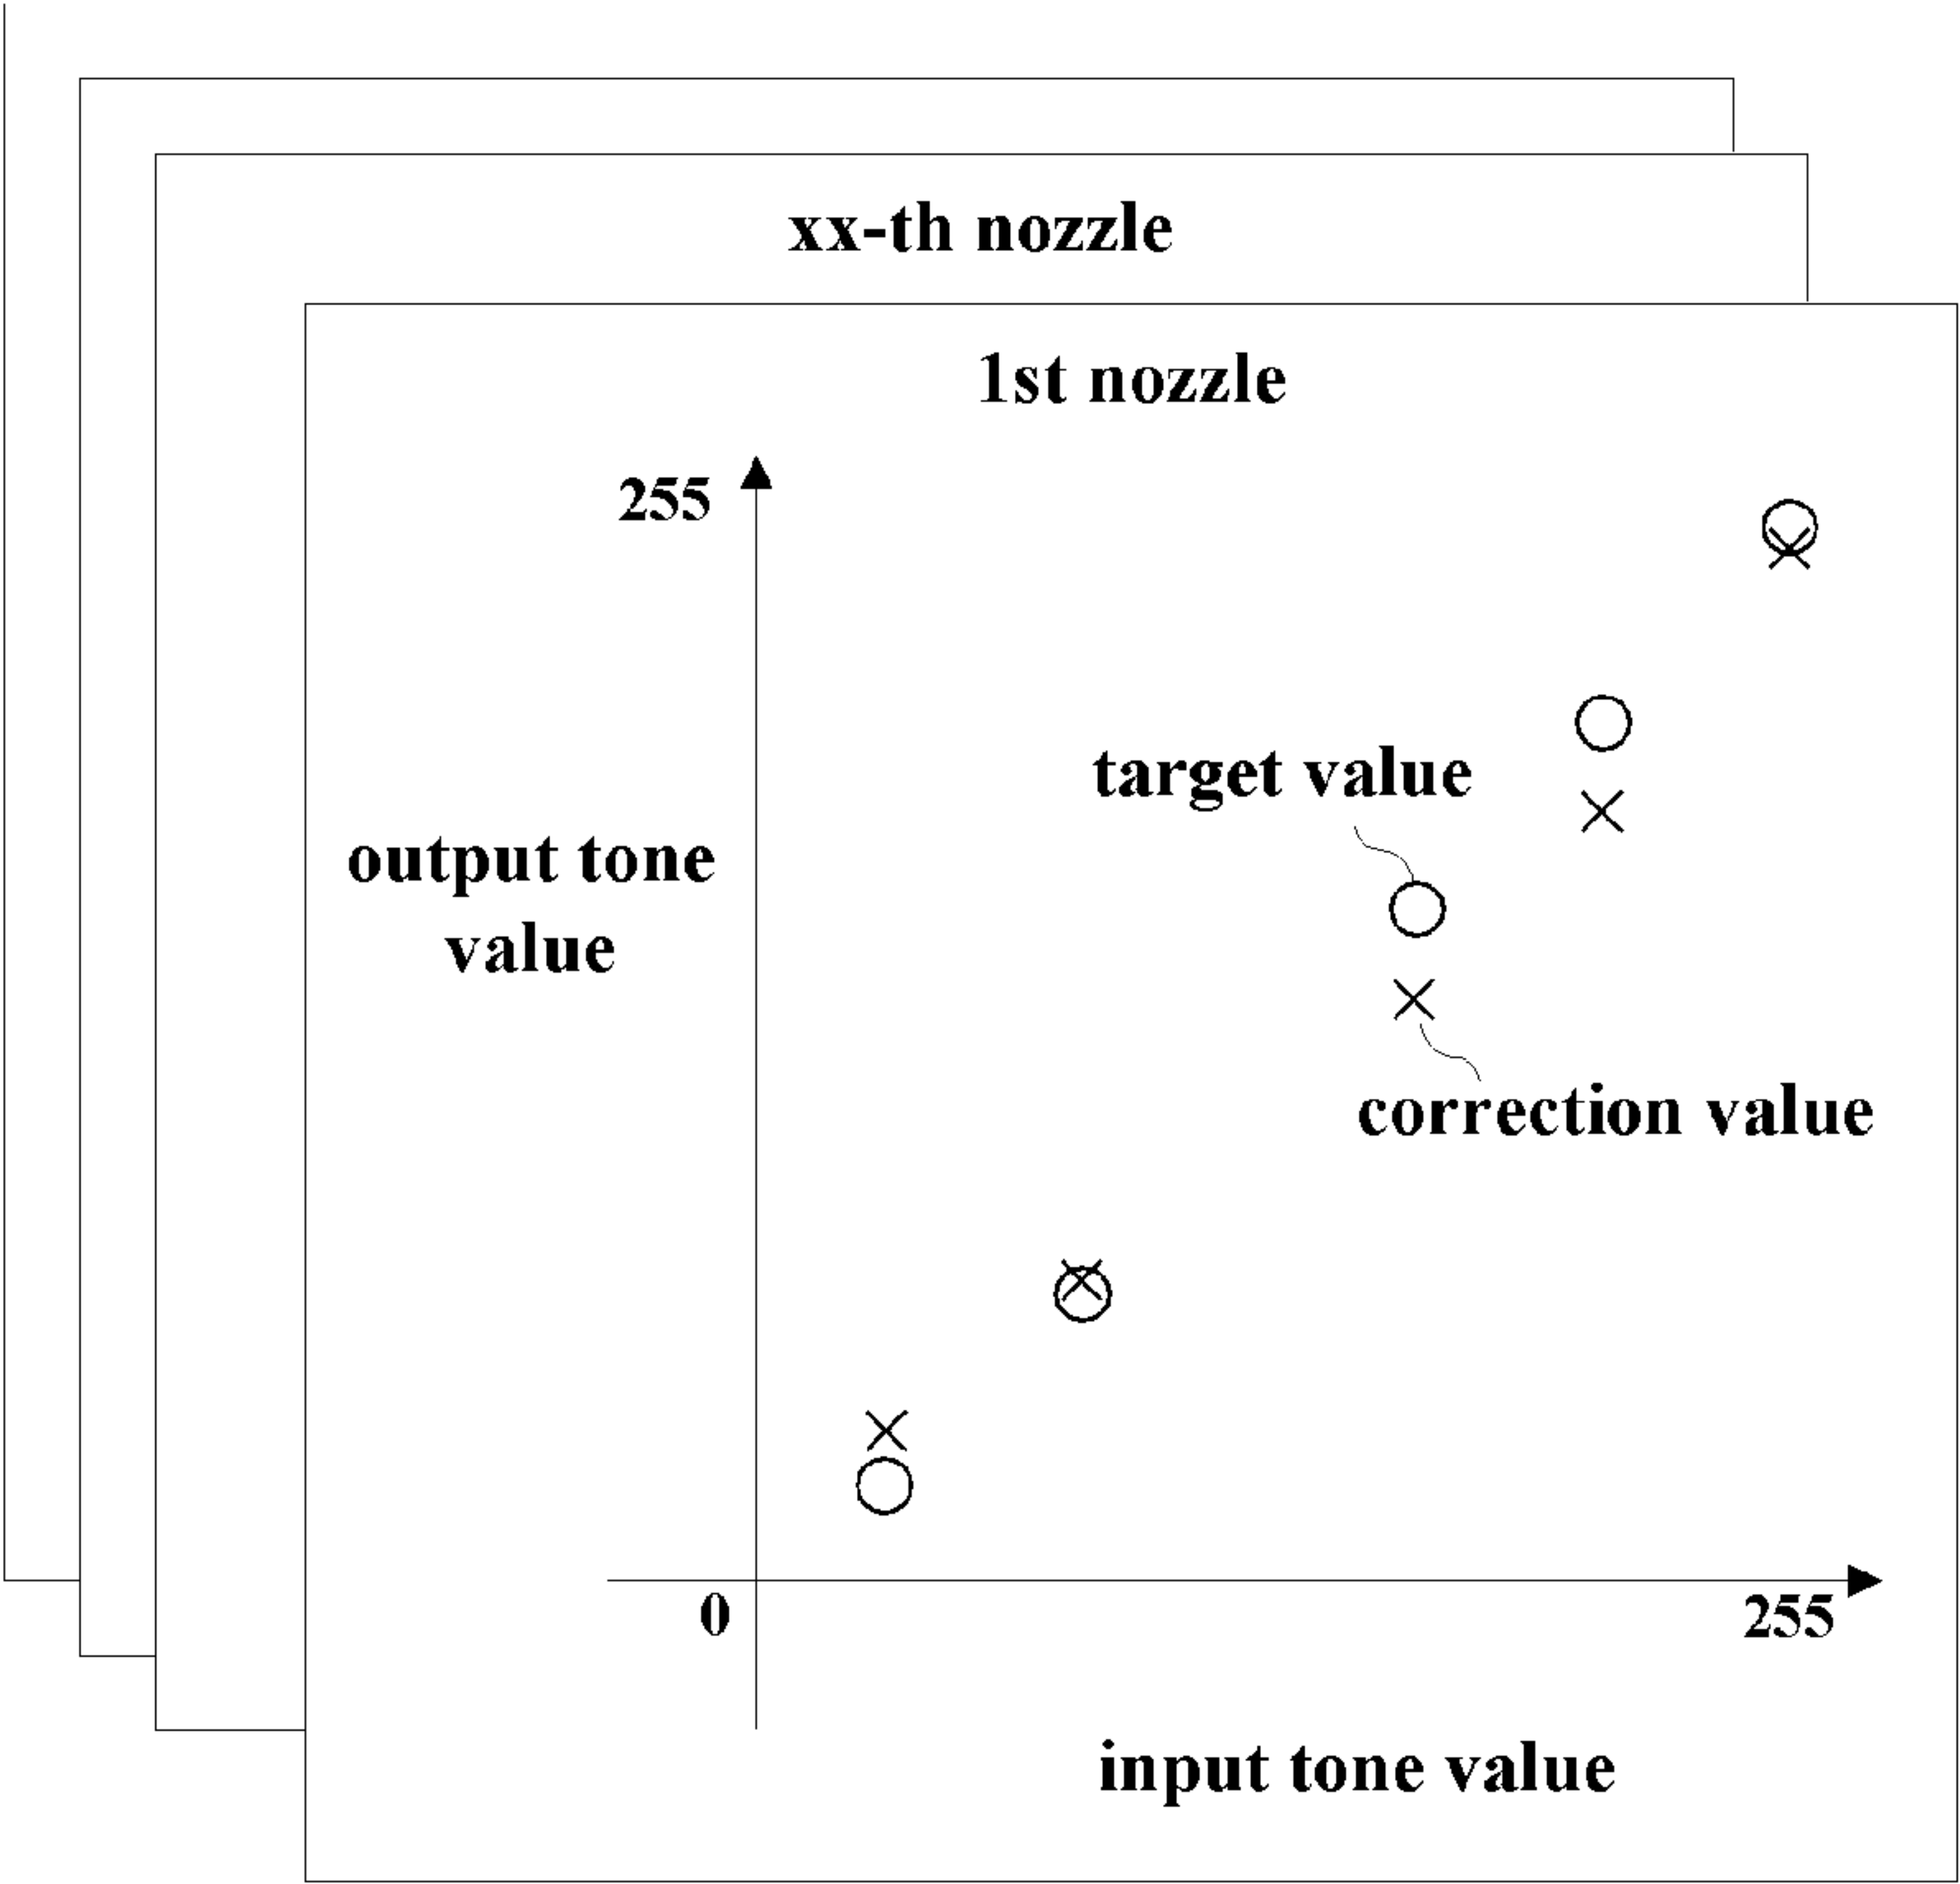 xx-th nozzle
1st nozzle
255
target value
output tone
value
correction value
0
255
input tone value